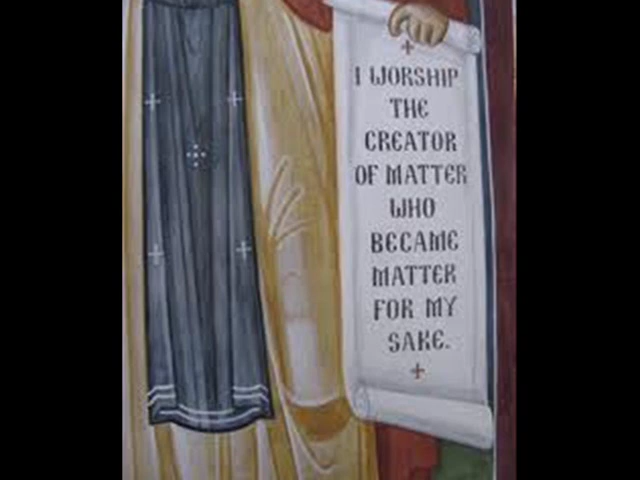 I WORSHIP
THE
CREATOR
OF MATTER
WHO
BECAME
MATTER
FOR MY
SAKE.